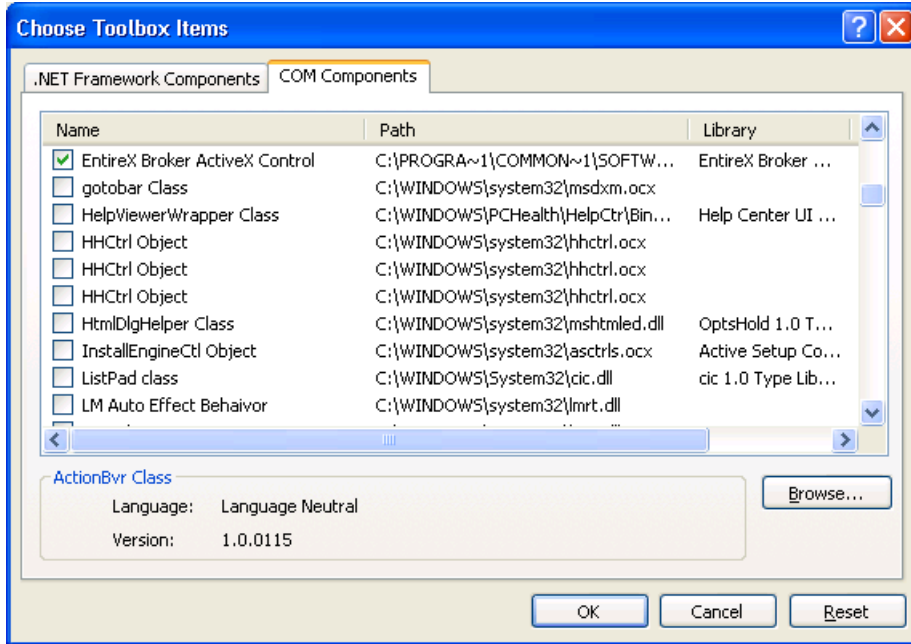 Choose Toolbox Items
.NET Framework Components COM Components
Name Path Library
EntireX Broker ActiveX Control C:\PROGRA~1\COMMON~1\SOFTW... EntireX Broker ...
gotobar Class C:\WINDOWS\system32\msdxm.ocx
HelpViewerWrapper Class C:\WINDOWS\PCHealth\HelpCtr\Bin... Help Center UI ...
HHCtrl Object C:\WINDOWS\system32\hhctrl.ocx
HHCtrl Object C:\WINDOWS\system32\hhctrl.ocx
HHCtrl Object C:\WINDOWS\system32\hhctrl.ocx
HtmlDlgHelper Class C:\WINDOWS\system32\mshtmled.dll OptsHold 1.0 T...
InstallEngineCtl Object C:\WINDOWS\system32\asctrls.ocx Active Setup Co...
ListPad class C:\WINDOWS\System32\cic.dll cic 1.0 Type Lib...
LM Auto Effect Behaivor C:\WINDOWS\system32\lmrt.dll
ActionBvr Class
Language: Language Neutral
Version: 1.0.0115
Browse...
OK Cancel Reset